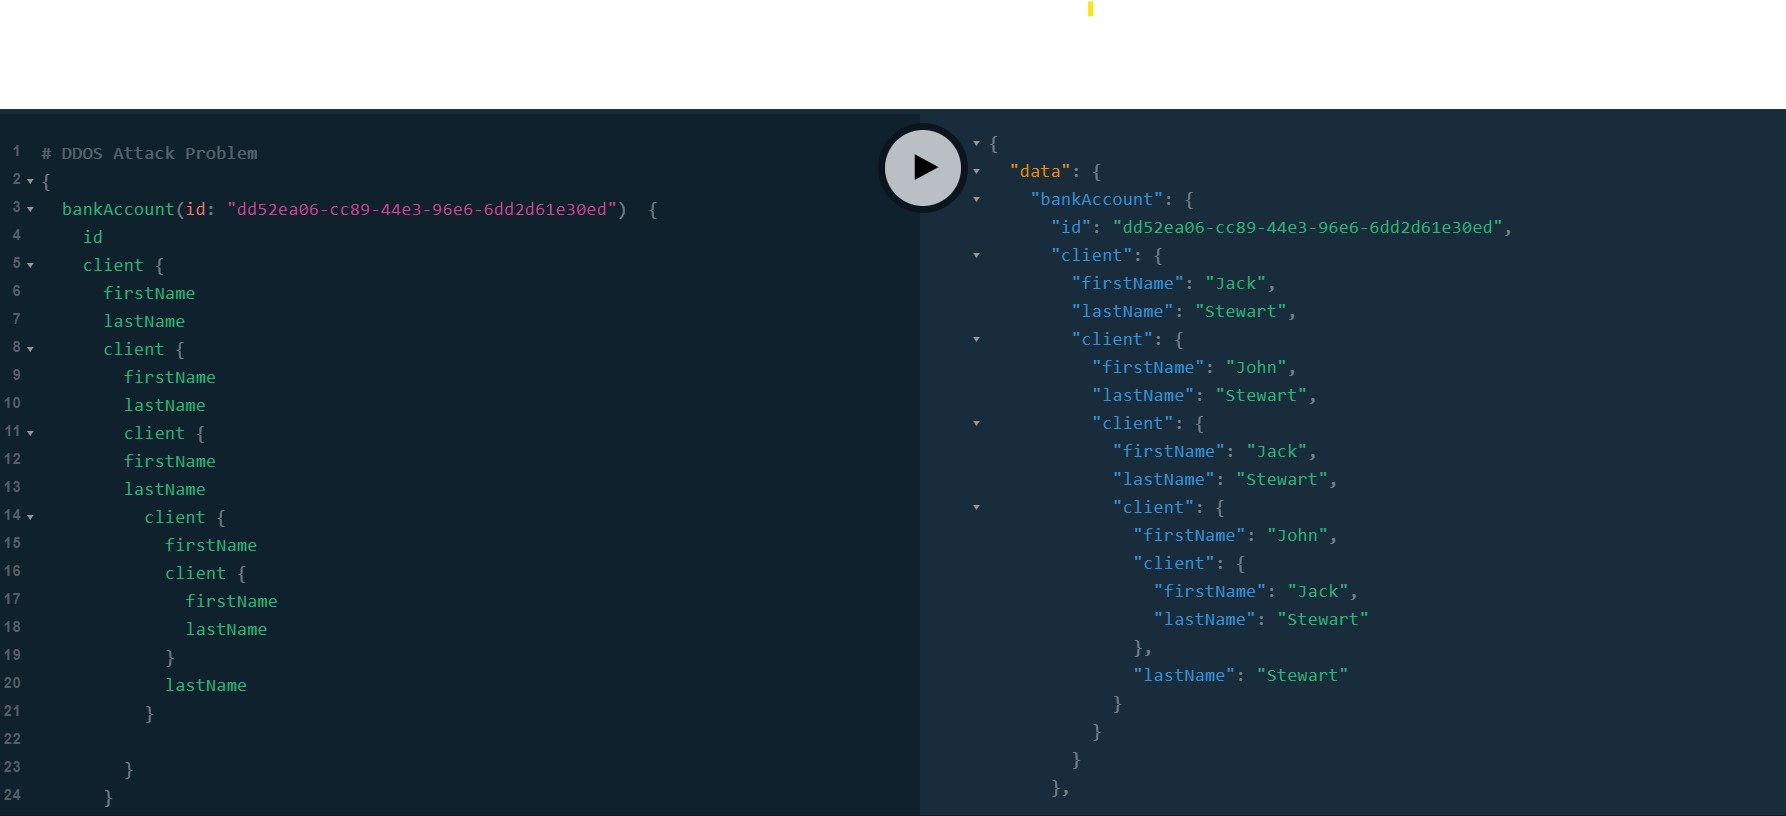 1 # DDOS Attack Problem
2 {
3 bankAccount(id: "dd52ea06-cc89-44e3-96e6-6dd2d61e30ed")  {
4 id
5 client {
6 firstName
7 lastName
8 client {
9 firstName
10 lastName
11 client {
12 firstName
13 lastName
14 client {
15 firstName
16 client {
17 firstName
18 lastName
19 }
20 lastName
21 }
22
23 }
24 }
{
"data": {
"bankAccount": {
"id": "dd52ea06-cc89-44e3-96e6-6dd2d61e30ed",
"client": {
"firstName": "Jack",
"lastName": "Stewart",
"client": {
"firstName": "John",
"lastName": "Stewart",
"client": {
"firstName": "Jack",
"lastName": "Stewart",
"client": {
"firstName": "John",
"client": {
"firstName": "Jack",
"lastName": "Stewart"
},
"lastName": "Stewart"
}
}
}
},